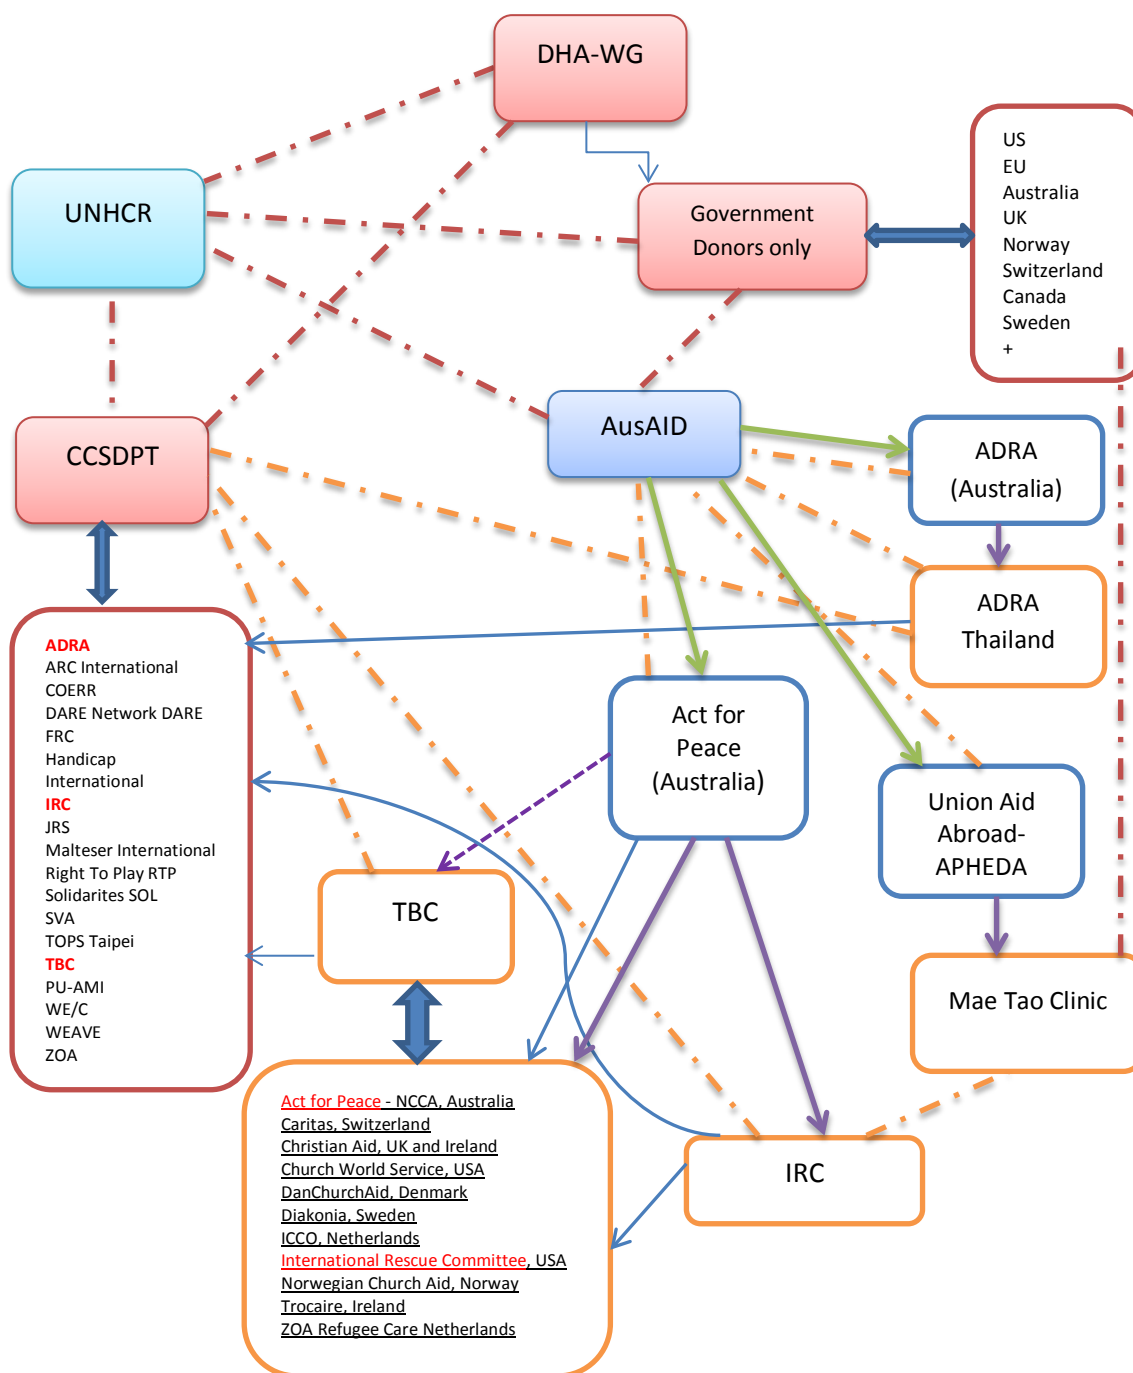 DHA-WG
US
EU
Australia
UK
Norway
Switzerland
Canada
Sweden
+
UNHCR
Government
Donors only
AusAID
CCSDPT
ADRA
(Australia)
ADRA
Thailand
ADRA
ARC International
COERR
DARE Network DARE
FRC
Handicap
International
IRC
JRS
Malteser International
Right To Play RTP
Solidarites SOL
SVA
TOPS Taipei
TBC
PU-AMI
WE/C
WEAVE
ZOA
Act for
Peace
(Australia)
Union Aid
Abroad-
APHEDA
TBC
Mae Tao Clinic
Act for Peace - NCCA, Australia
Caritas, Switzerland
Christian Aid, UK and Ireland
Church World Service, USA
DanChurchAid, Denmark
Diakonia, Sweden
ICCO, Netherlands
International Rescue Committee, USA
Norwegian Church Aid, Norway
Trocaire, Ireland
ZOA Refugee Care Netherlands
IRC